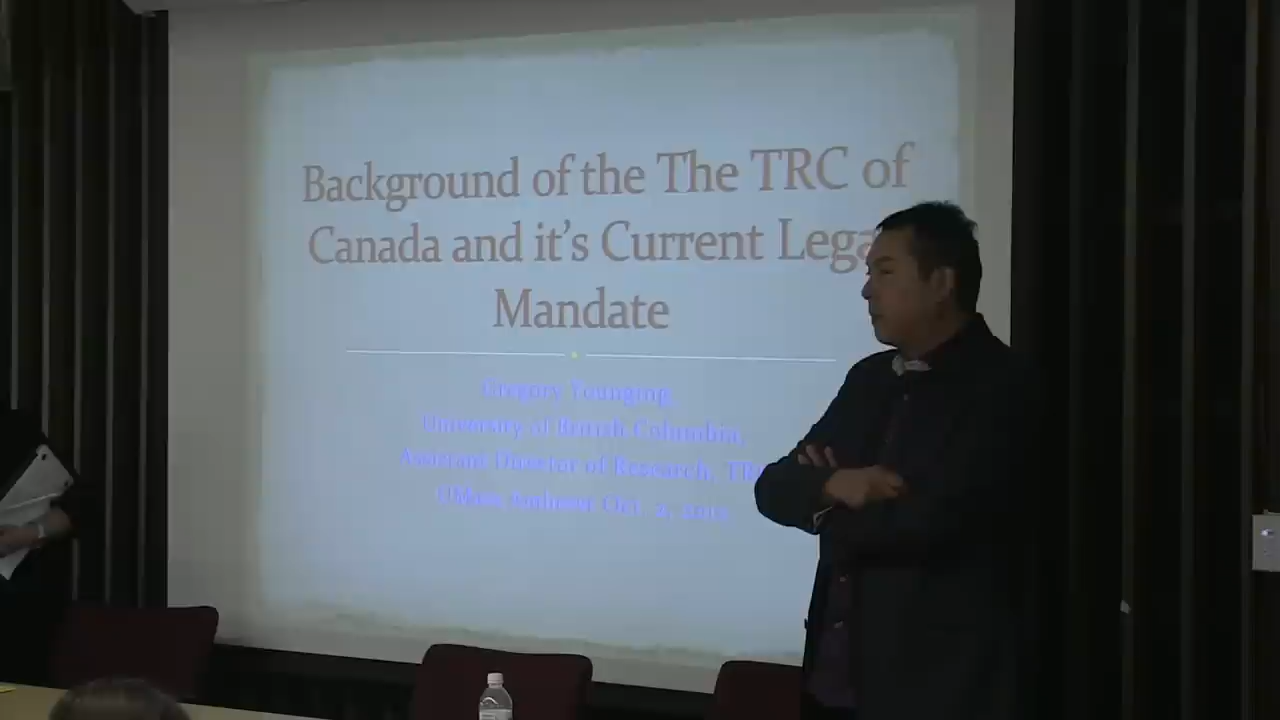 Background of the The TRC of
Canada and it's Current Lega
Mandate
Gregory Younging,
University of British Columbia,
Assistant Director of Research, TR
UMass Amherst Oct. 2, 2012